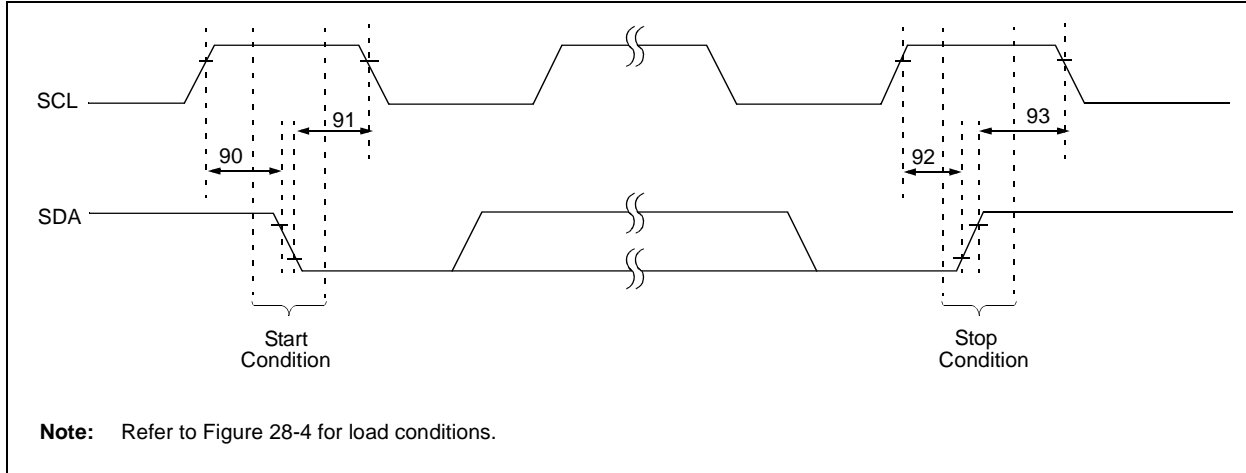 SCL
91
93
90
92
SDA
Start
Condition
Stop
Condition
Note: Refer to Figure 28-4 for load conditions.